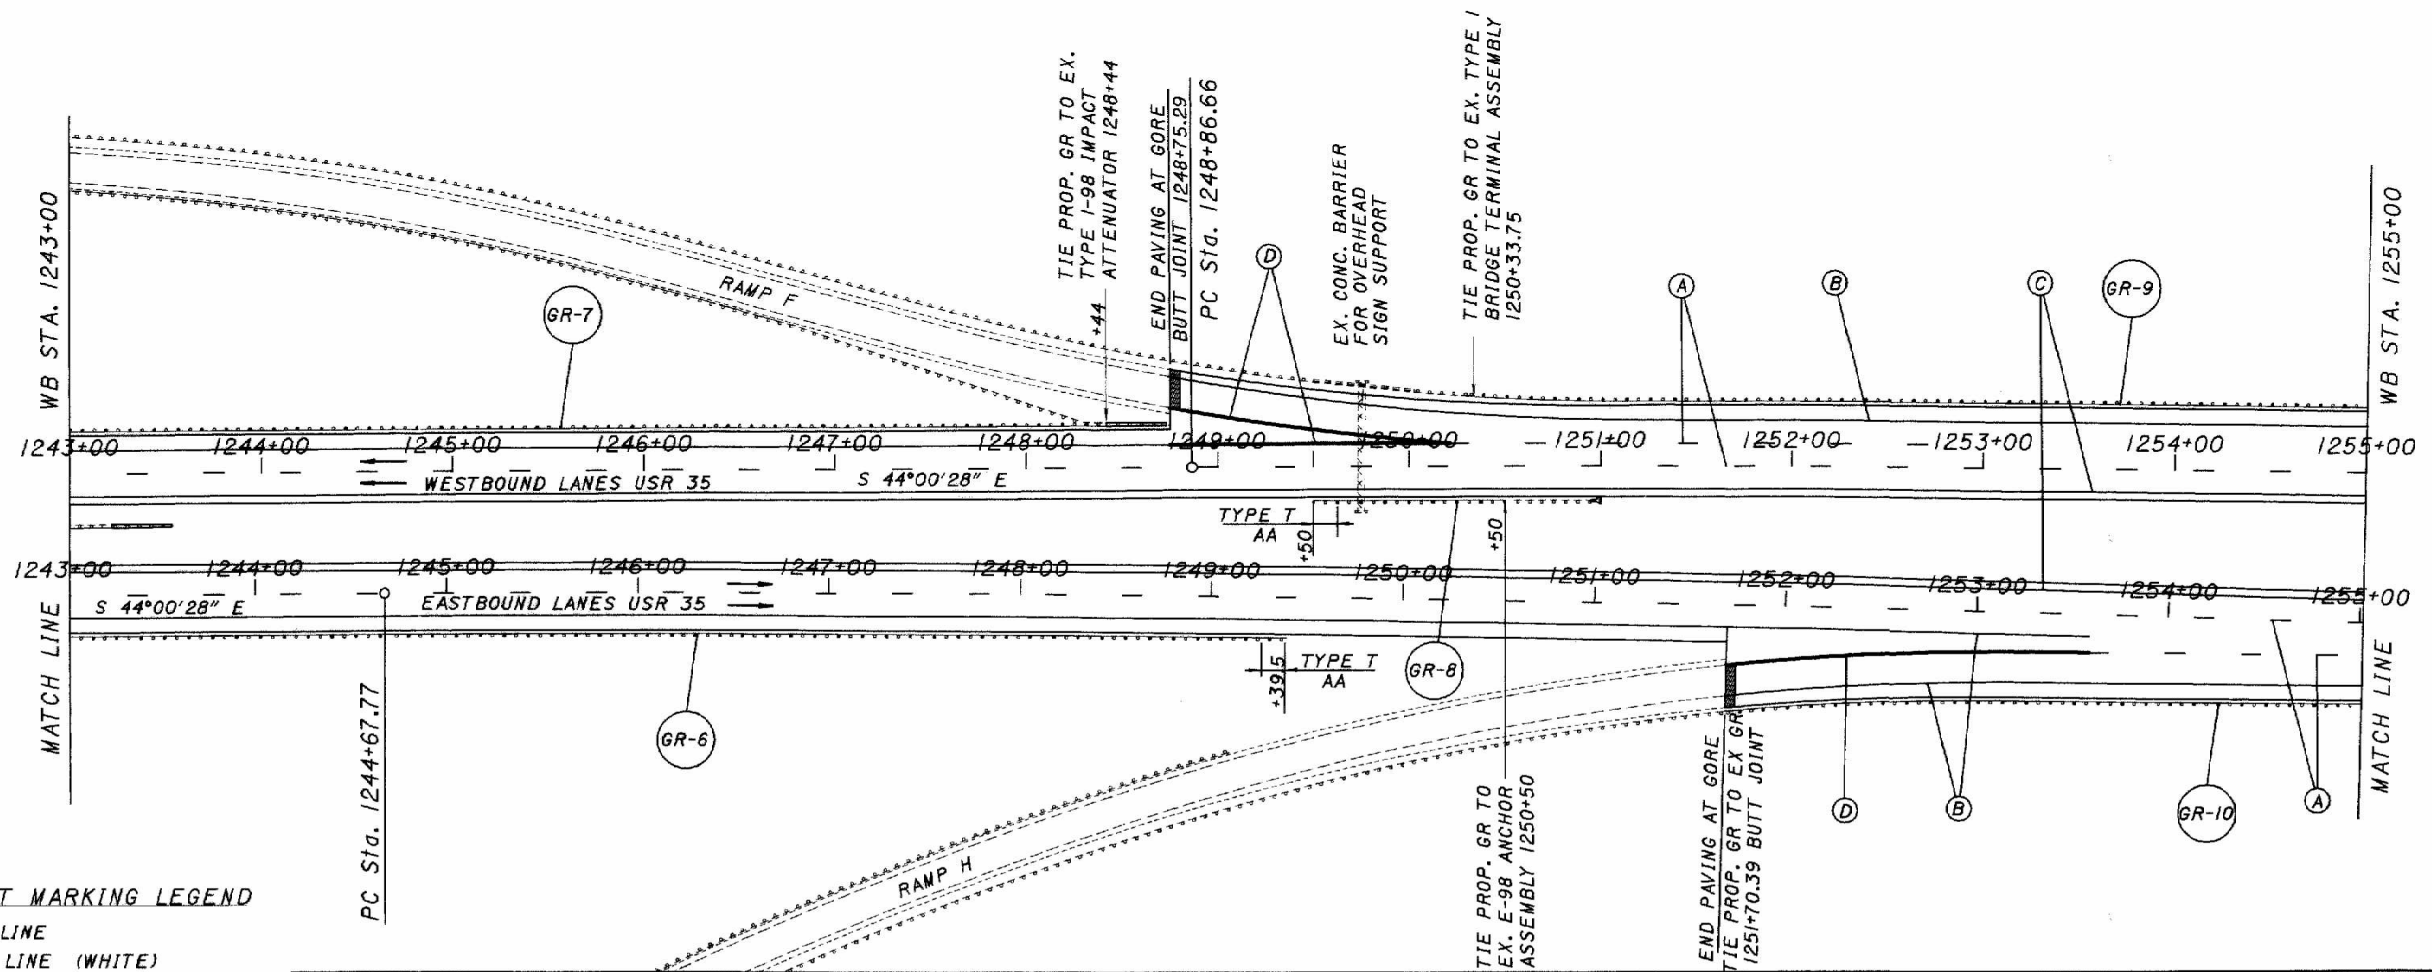 TIE PROP. GR TO EX.
TYPE 1-98 IMPACT
ATTENUATOR 1248+44
+44
END PAVING AT GORE
BUTT JOINT 1248+75.29
PC Sta. 1248+86.66
EX. CONC. BARRIER
FOR OVERHEAD
SIGN SUPPORT
TIE PROP. GR TO EX. TYPE 1
BRIDGE TERMINAL ASSEMBLY
1250+33.75
WB STA. 1243+00
WB STA. 1255+00
RAMP F
GR-7
D
A
B
C
GR-9
1243+00 1244+00 1245+00 1246+00 1247+00 1248+00 1249+00 1250+00 1251+00 1252+00 1253+00 1254+00 1255+00
WESTBOUND LANES USR 35
S 44°00'28" E
TYPE T
AA
+50
+50
1243+00 1244+00 1245+00 1246+00 1247+00 1248+00 1249+00 1250+00 1251+00 1252+00 1253+00 1254+00 1255+00
S 44°00'28" E
EASTBOUND LANES USR 35
MATCH LINE
MATCH LINE
PC Sta. 1244+67.77
GR-6
+39.5
TYPE T
AA
GR-8
RAMP H
TIE PROP. GR TO
EX. E-98 ANCHOR
ASSEMBLY 1250+50
END PAVING AT GORE
TIE PROP. GR TO EX GR
1251+70.39 BUTT JOINT
D
B
GR-10
A
T MARKING LEGEND
LINE
LINE (WHITE)